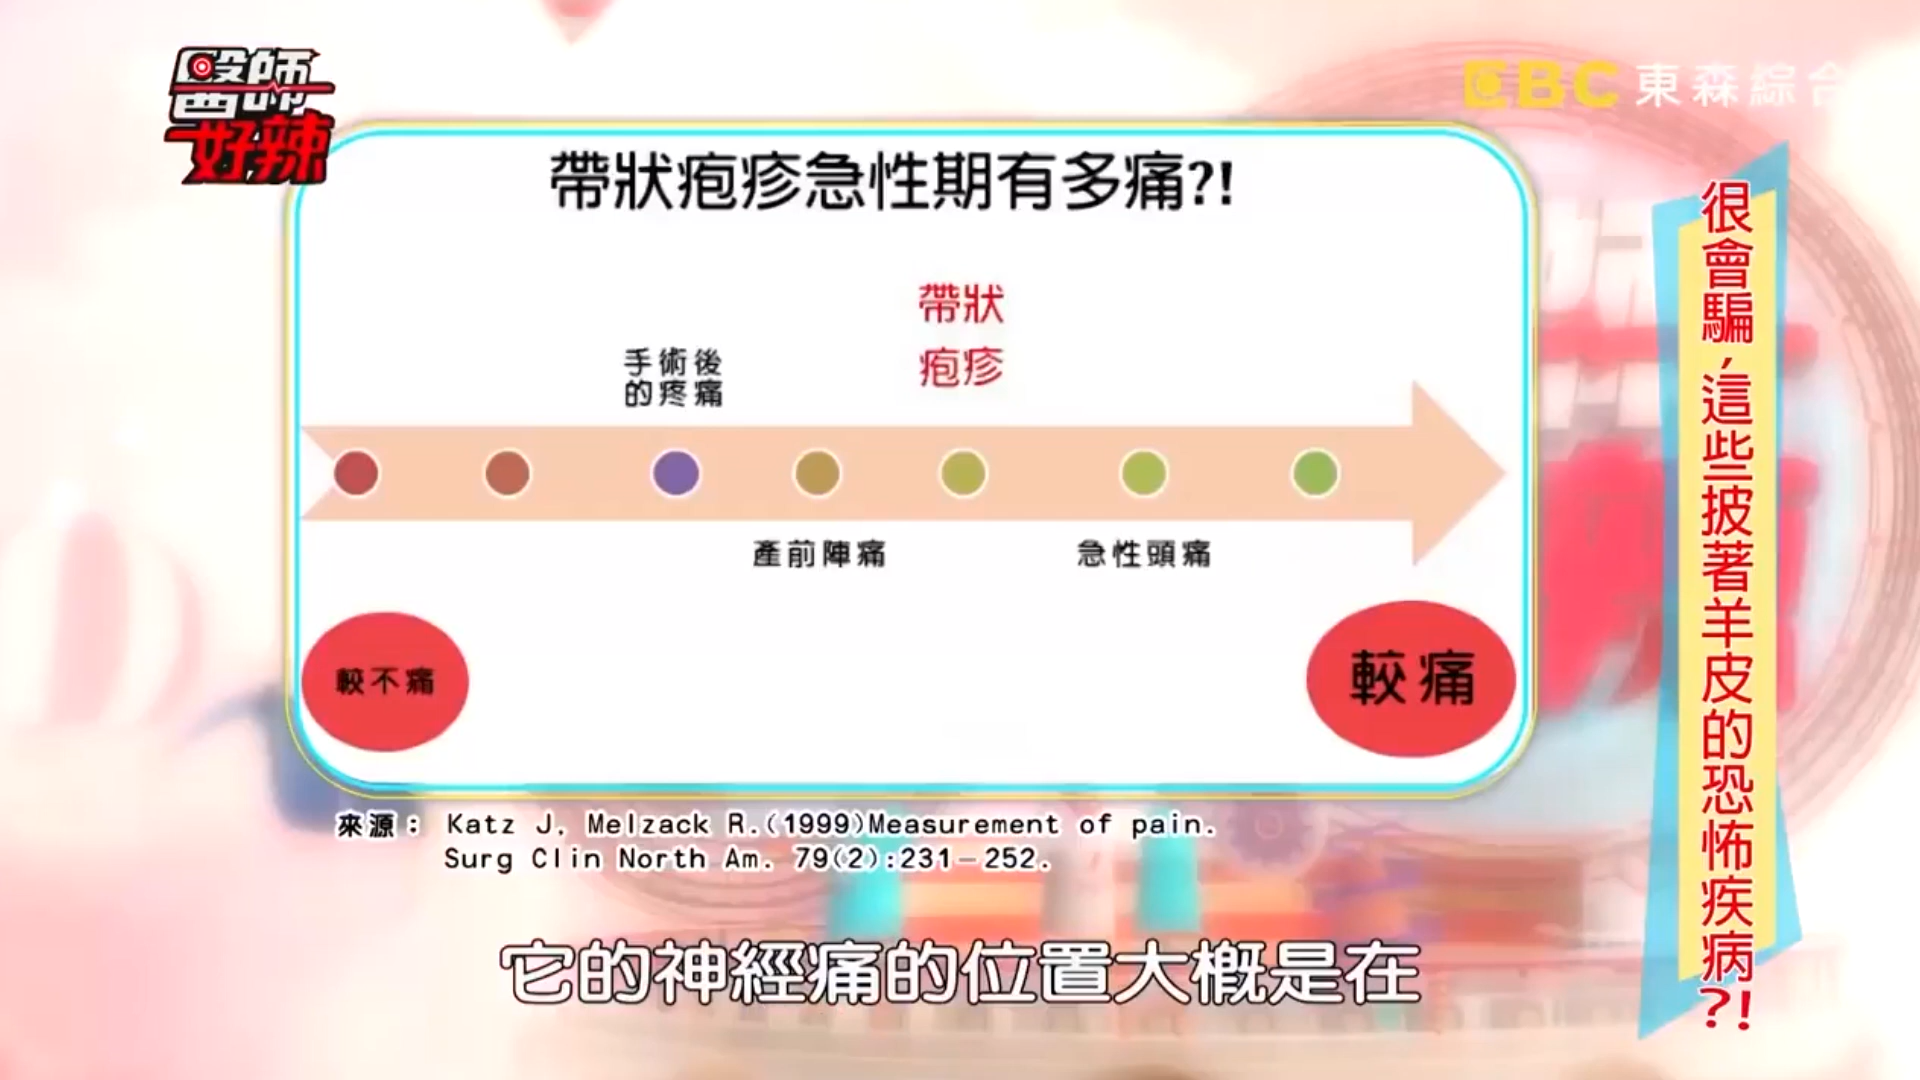 醫師
好辣
EBC 東森綜合
帶狀疱疹急性期有多痛?!
帶狀
疱疹
手術後
的疼痛
產前陣痛
急性頭痛
較不痛
較痛
來源： Katz J, Melzack R.(1999)Measurement of pain.
Surg Clin North Am. 79(2):231-252.
它的神經痛的位置大概是在
很會騙，這些披著羊皮的恐怖疾病?!